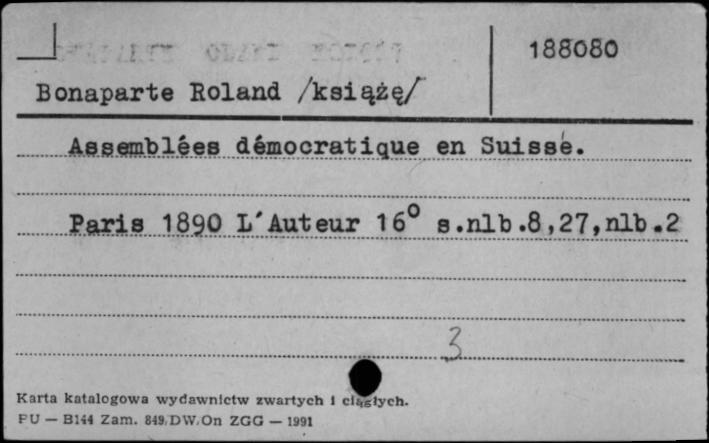 188080
Bonaparte Roland /książę/
Assemblées démocratique en Suisse.
Paris 1890 L'Auteur 16° s.nlb.8,27,nlb.2
3
Karta katalogowa wydawnictw zwartych i ciągłych.
PU — B144 Zam. 849/DW/On ZGG — 1991